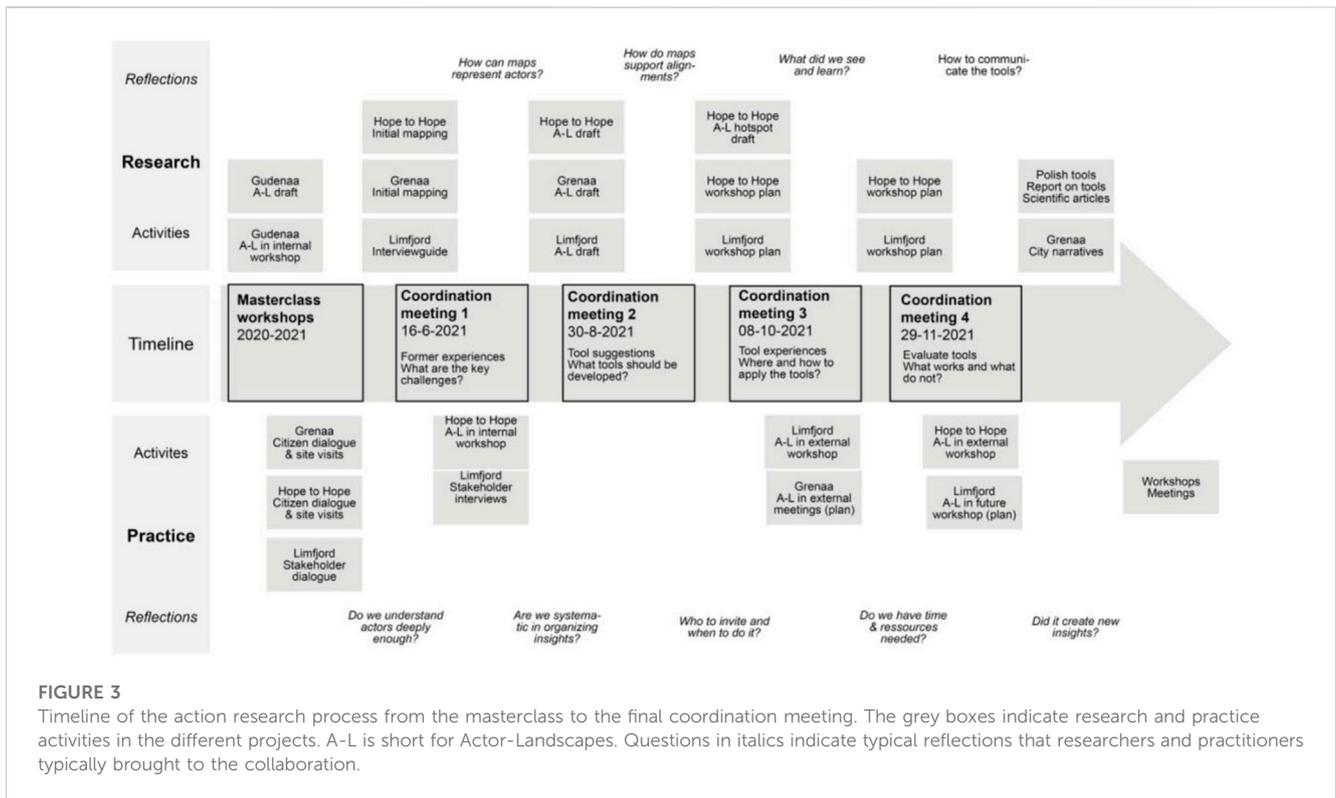 Reflections
How can maps
represent actors?
How do maps
support align-
ments?
What did we see
and learn?
How to communi-
cate the tools?
Research
Activities
Gudenaa
A-L draft
Gudenaa
A-L in internal
workshop
Hope to Hope
Initial mapping
Grenaa
Initial mapping
Limfjord
Interviewguide
Hope to Hope
A-L draft
Grenaa
A-L draft
Limfjord
A-L draft
Hope to Hope
A-L hotspot
draft
Hope to Hope
workshop plan
Limfjord
workshop plan
Hope to Hope
workshop plan
Limfjord
workshop plan
Polish tools
Report on tools
Scientific articles
Grenaa
City narratives
Timeline
Masterclass
workshops
2020-2021
Coordination
meeting 1
16-6-2021
Former experiences
What are the key
challenges?
Coordination
meeting 2
30-8-2021
Tool suggestions
What tools should be
developed?
Coordination
meeting 3
08-10-2021
Tool experiences
Where and how to
apply the tools?
Coordination
meeting 4
29-11-2021
Evaluate tools
What works and what
do not?
Activites
Grenaa
Citizen dialogue
& site visits
Hope to Hope
Citizen dialogue
& site visits
Limfjord
Stakeholder
dialogue
Hope to Hope
A-L in internal
workshop
Limfjord
Stakeholder
interviews
Limfjord
A-L in external
workshop
Grenaa
A-L in external
meetings (plan)
Hope to Hope
A-L in external
workshop
Limfjord
A-L in future
workshop (plan)
Workshops
Meetings
Practice
Reflections
Do we understand
actors deeply
enough?
Are we systema-
tic in organizing
insights?
Who to invite and
when to do it?
Do we have time
& ressources
needed?
Did it create new
insights?
FIGURE 3
Timeline of the action research process from the masterclass to the final coordination meeting. The grey boxes indicate research and practice
activities in the different projects. A-L is short for Actor-Landscapes. Questions in italics indicate typical reflections that researchers and practitioners
typically brought to the collaboration.